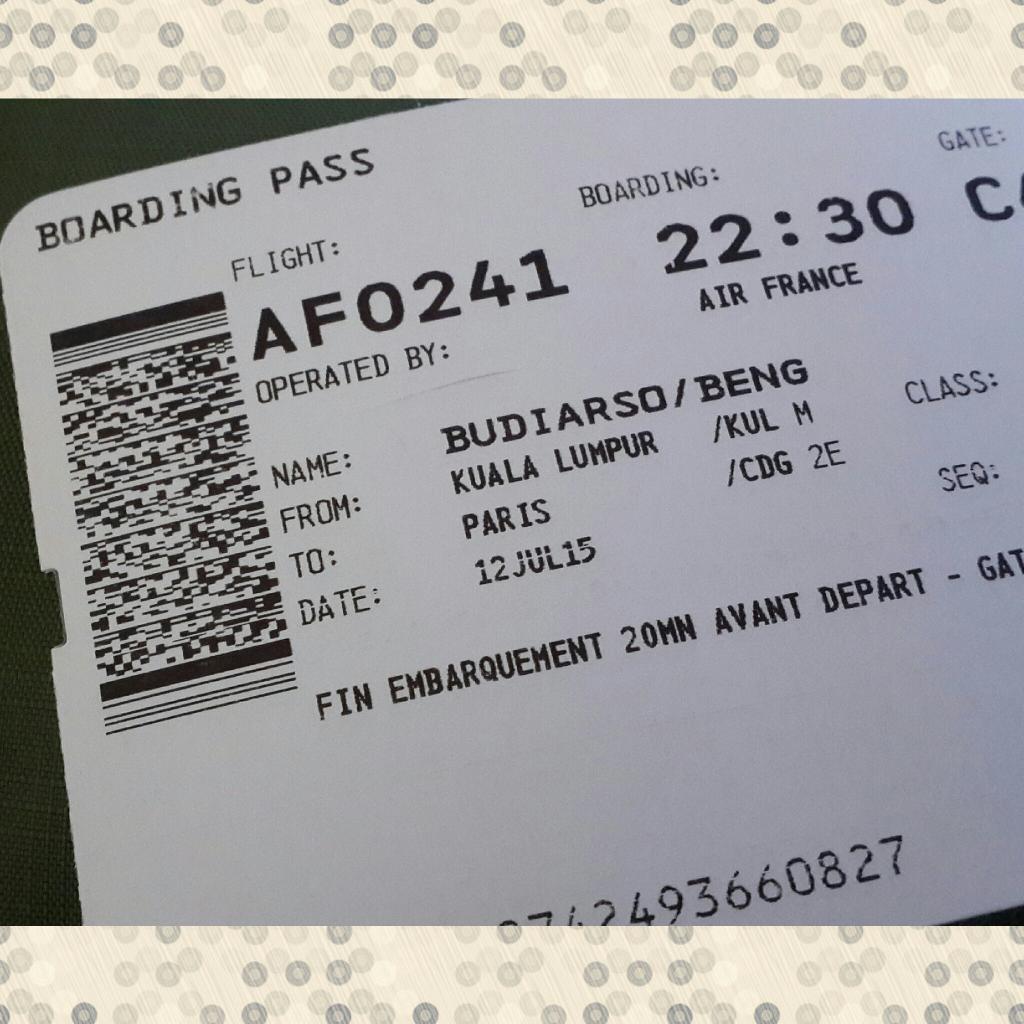 BOARDING PASS
GATE:
BOARDING:
FLIGHT:
AF0241 22:30
OPERATED BY: AIR FRANCE
NAME: BUDIARSO/BENG
CLASS:
FROM: KUALA LUMPUR /KUL M
TO: PARIS /CDG 2E
SEQ:
DATE: 12JUL15
FIN EMBARQUEMENT 20MN AVANT DEPART -